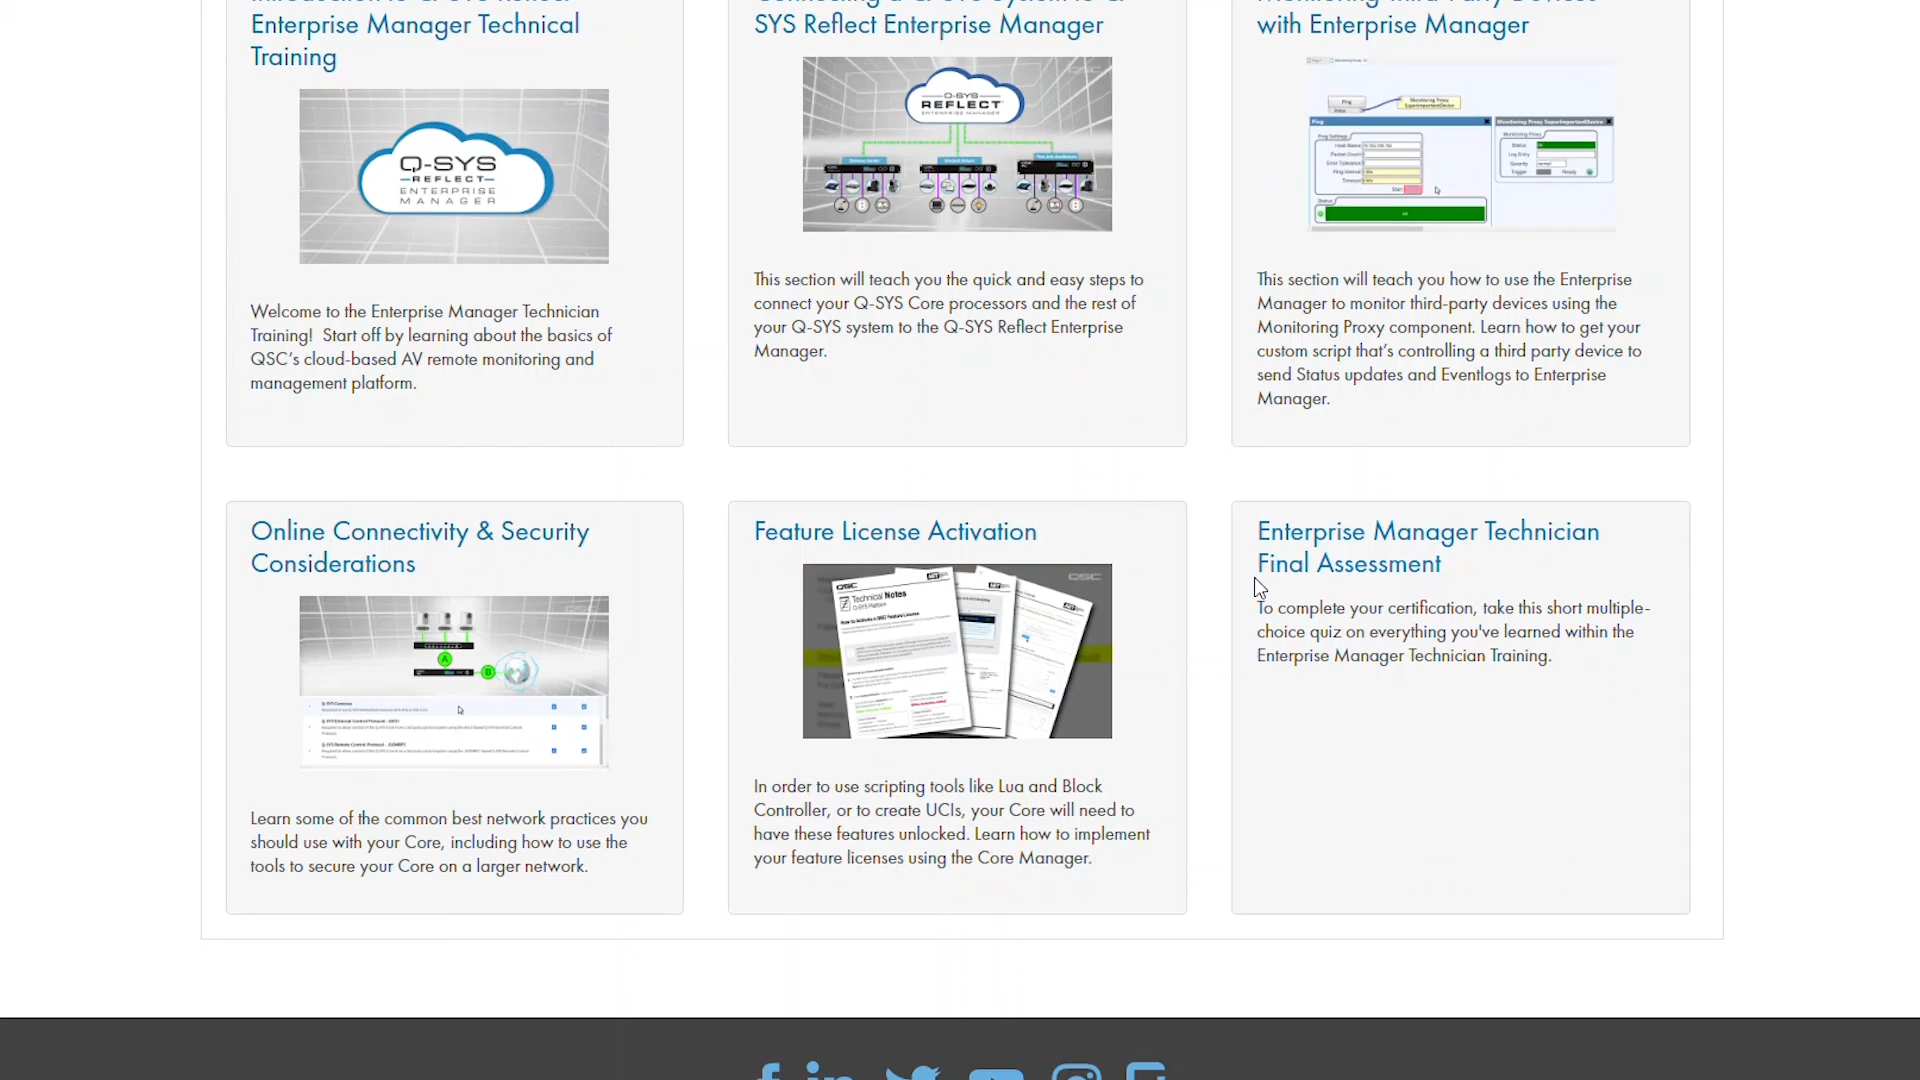 Enterprise Manager Technical
Training
Q-SYS
REFLECT
ENTERPRISE
MANAGER
Welcome to the Enterprise Manager Technician
Training! Start off by learning about the basics of
QSC’s cloud-based AV remote monitoring and
management platform.
SYS Reflect Enterprise Manager
Q-SYS
REFLECT
ENTERPRISE MANAGER
This section will teach you the quick and easy steps to
connect your Q-SYS Core processors and the rest of
your Q-SYS system to the Q-SYS Reflect Enterprise
Manager.
with Enterprise Manager
Ping
Monitoring Proxy
This section will teach you how to use the Enterprise
Manager to monitor third-party devices using the
Monitoring Proxy component. Learn how to get your
custom script that’s controlling a third party device to
send Status updates and Eventlogs to Enterprise
Manager.
Online Connectivity & Security
Considerations
A
B
Learn some of the common best network practices you
should use with your Core, including how to use the
tools to secure your Core on a larger network.
Feature License Activation
QSC
Technical Notes
Q-SYS Platform
QSC
In order to use scripting tools like Lua and Block
Controller, or to create UCIs, your Core will need to
have these features unlocked. Learn how to implement
your feature licenses using the Core Manager.
Enterprise Manager Technician
Final Assessment
To complete your certification, take this short multiple-
choice quiz on everything you've learned within the
Enterprise Manager Technician Training.